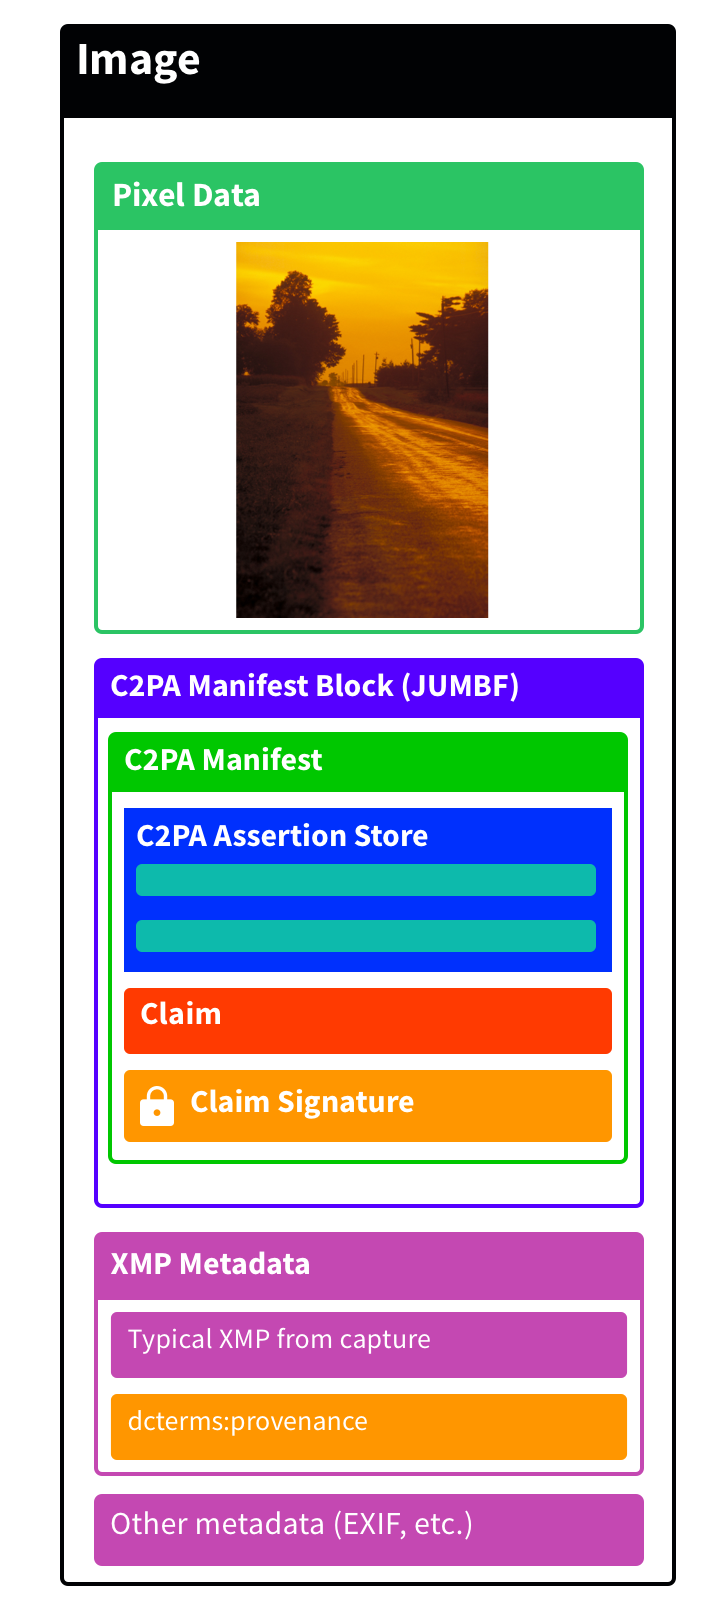 Image
Pixel Data
C2PA Manifest Block (JUMBF)
C2PA Manifest
C2PA Assertion Store
Claim
Claim Signature
XMP Metadata
Typical XMP from capture
dcterms:provenance
Other metadata (EXIF, etc.)